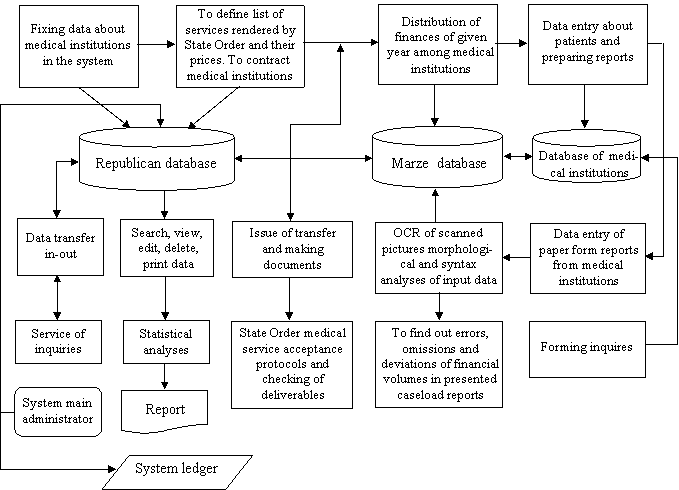 Fixing data about
medical institutions
in the system
To define list of
services rendered by
State Order and their
prices. To contract
medical institutions
Distribution of
finances of given
year among medical
institutions
Data entry about
patients and
preparing reports
Republican database
Marze database
Database of medi-
cal institutions
Data transfer
in-out
Search, view,
edit, delete,
print data
Issue of transfer
and making
documents
OCR of scanned
pictures morphologi-
cal and syntax
analyses of input data
Data entry of
paper form reports
from medical
institutions
Service of
inquiries
Statistical
analyses
State Order medical
service acceptance
protocols and
checking of
deliverables
To find out errors,
omissions and
deviations of financial
volumes in presented
caseload reports
Forming inquires
System main
administrator
Report
System ledger